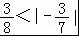 3/8 < | - 3/7 |